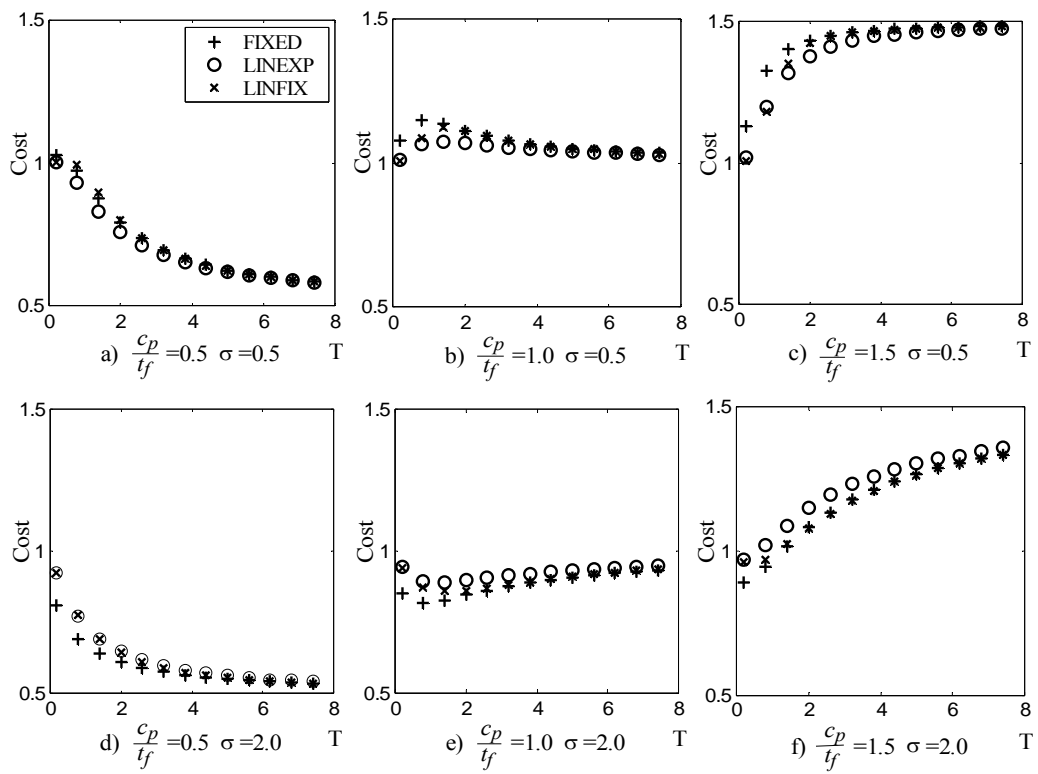 1.5
1
0.5
Cost
+ FIXED
○ LINEXP
× LINFIX
0 2 4 6 8
a) c_p/t_f =0.5 σ=0.5 T
1.5
1
0.5
Cost
0 2 4 6 8
b) c_p/t_f =1.0 σ=0.5 T
1.5
1
0.5
Cost
0 2 4 6 8
c) c_p/t_f =1.5 σ=0.5 T
1.5
1
0.5
Cost
0 2 4 6 8
d) c_p/t_f =0.5 σ=2.0 T
1.5
1
0.5
Cost
0 2 4 6 8
e) c_p/t_f =1.0 σ=2.0 T
1.5
1
0.5
Cost
0 2 4 6 8
f) c_p/t_f =1.5 σ=2.0 T